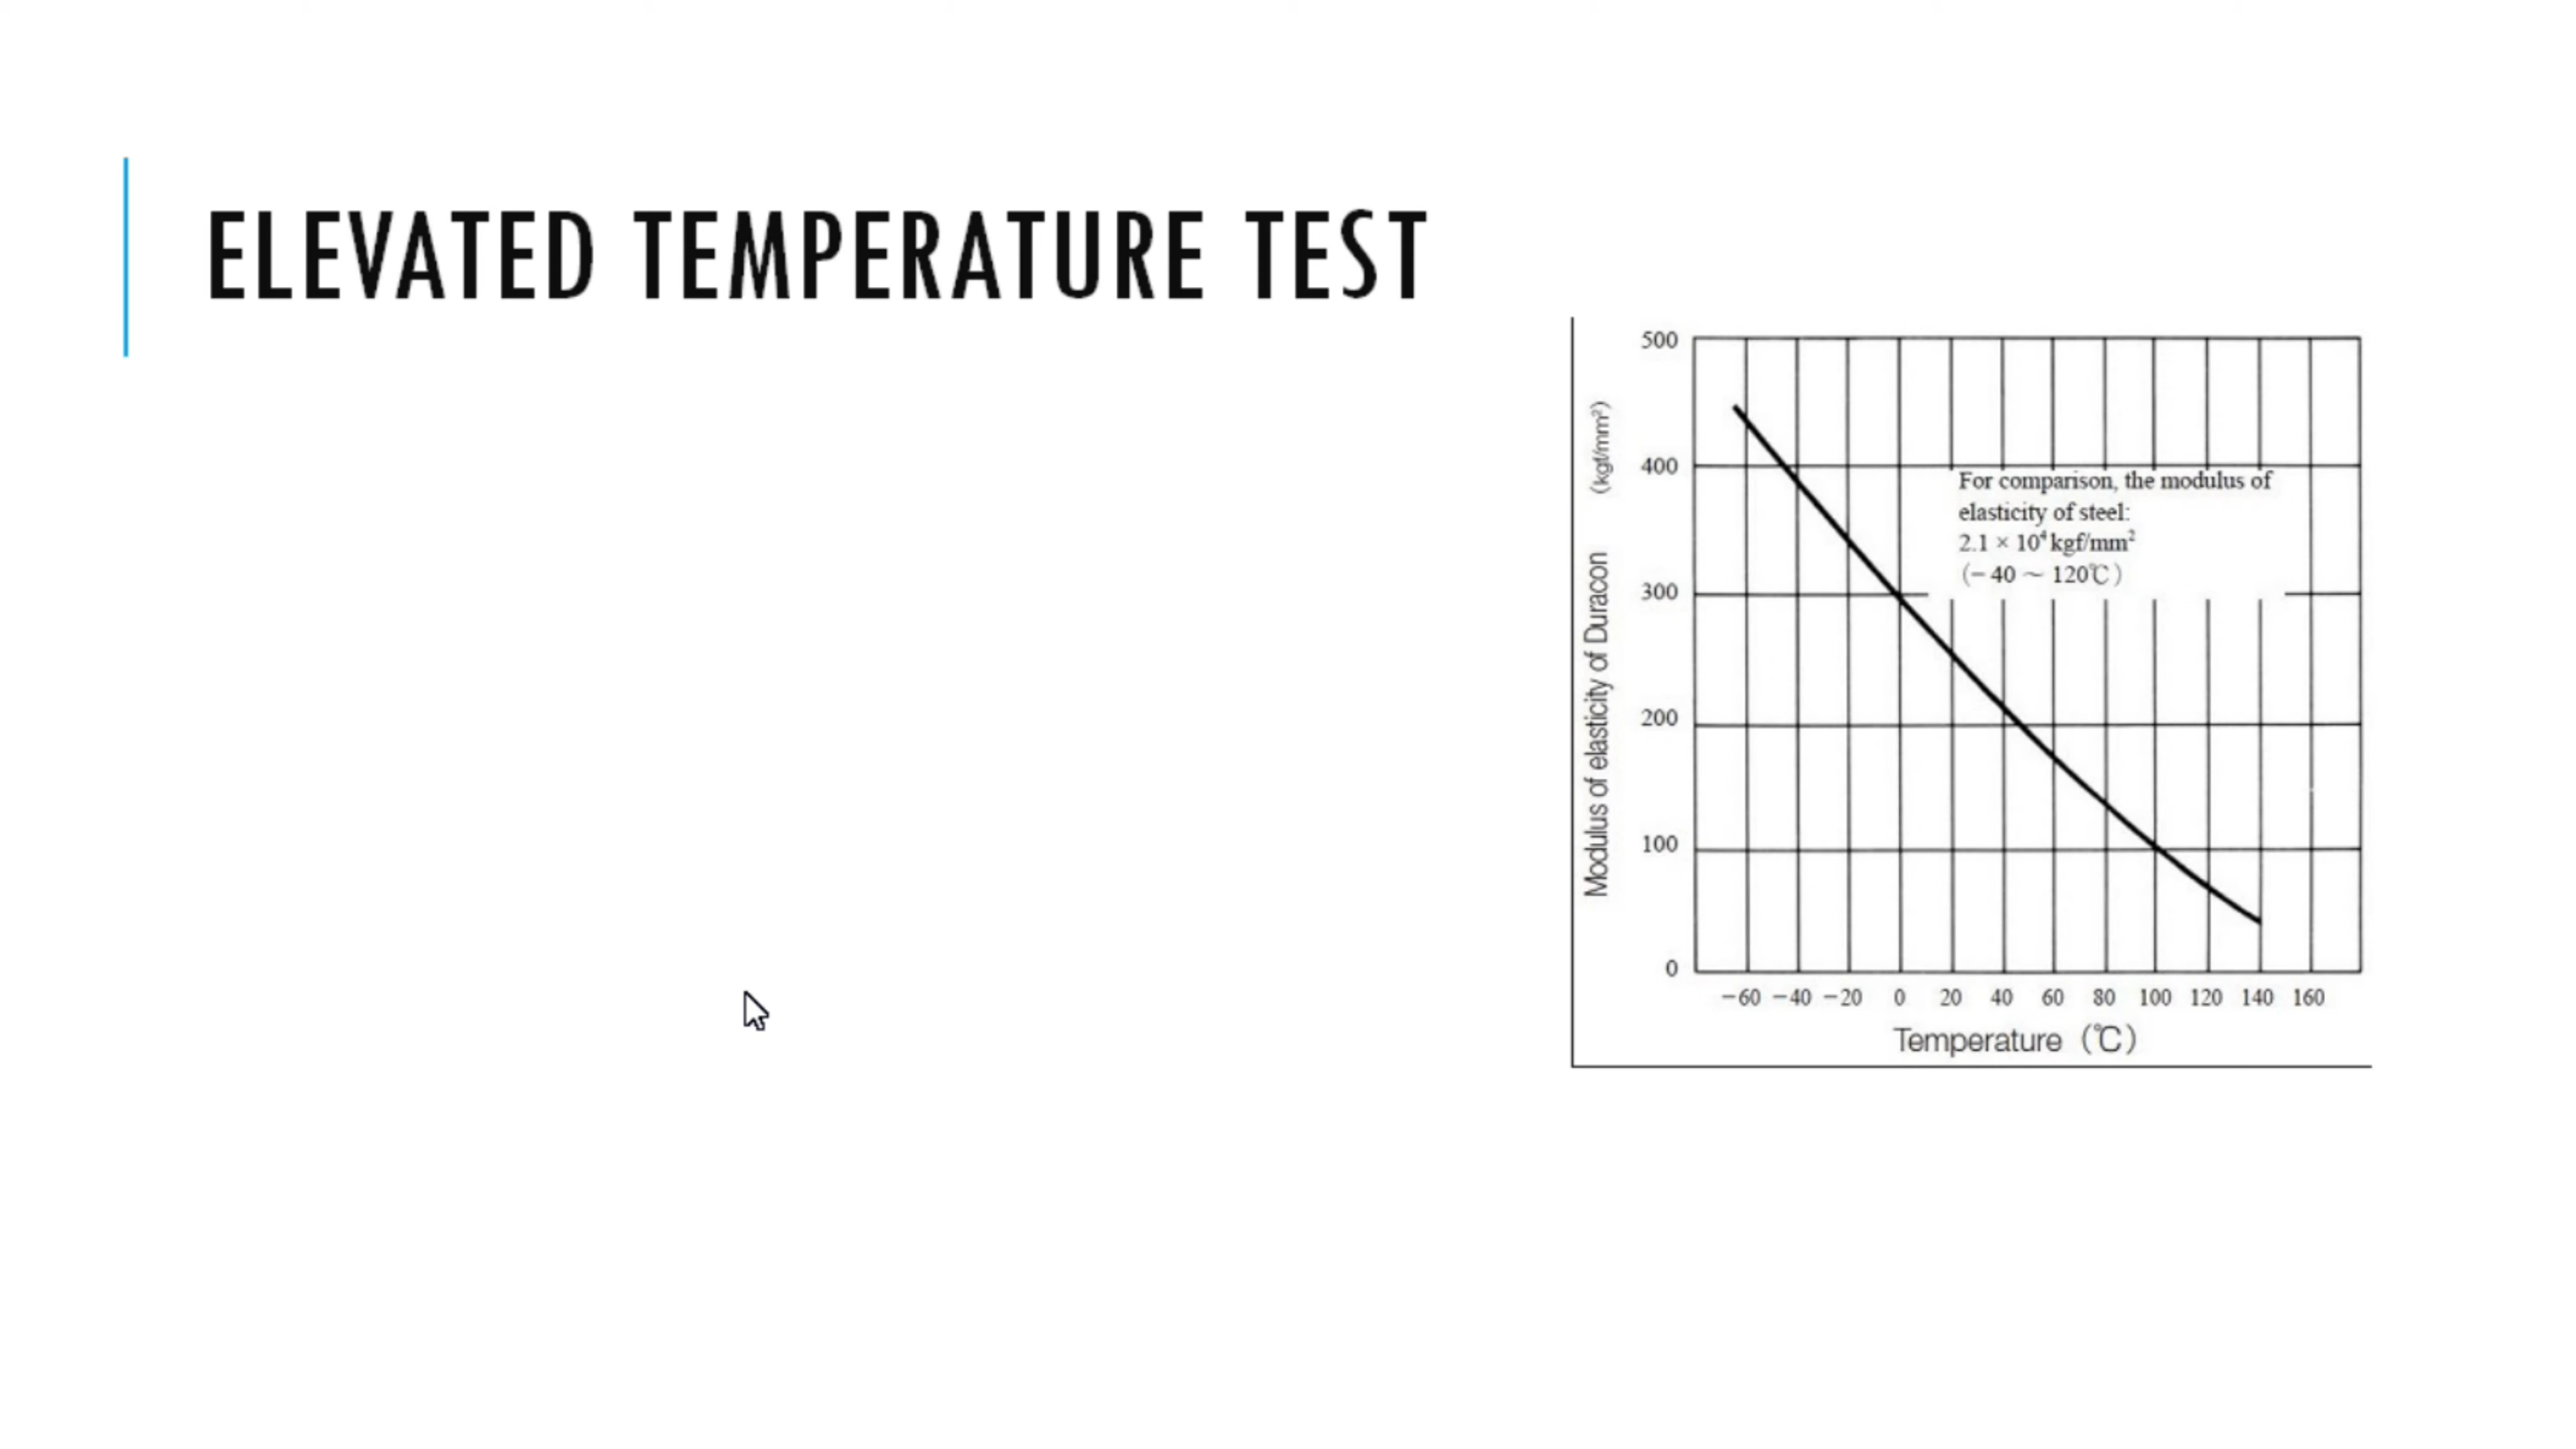 ELEVATED TEMPERATURE TEST
500
400
300
200
100
0
Modulus of elasticity of Duracon (kgf/mm²)
For comparison, the modulus of
elasticity of steel:
2.1 × 10⁴ kgf/mm²
(−40 ～ 120℃)
−60 −40 −20 0 20 40 60 80 100 120 140 160
Temperature (℃)